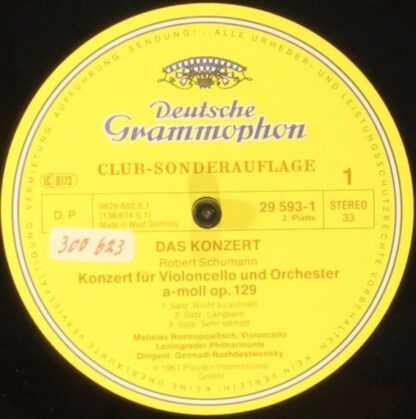 Deutsche
Grammophon
CLUB-SONDERAUFLAGE
LC 0173
1
D. P.
0626 602 S 1
(138 674 S 1)
Made in West Germany
29 593-1
2. Platte
STEREO
33
300 623
DAS KONZERT
Robert Schumann
Konzert für Violoncello und Orchester
a-moll op. 129
1. Satz: Nicht zu schnell
2. Satz: Langsam
3. Satz: Sehr lebhaft
Mstislav Rostropowitsch, Violoncello
Leningrader Philharmonie
Dirigent: Gennadi Roshdestwensky
℗ 1961 Polydor International
GmbH
ALLE URHEBER- UND LEISTUNGSSCHUTZRECHTE VORBEHALTEN
KEIN VERLEIH! KEINE UNERLAUBTE VERVIELFÄLTIGUNG, VERMIETUNG, AUFFÜHRUNG, SENDUNG!